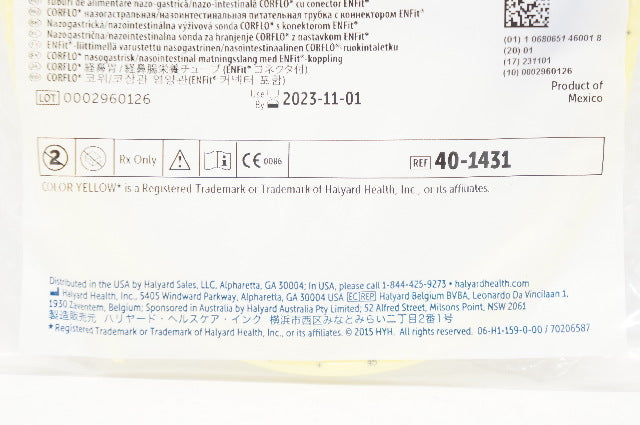 Tuburi de alimentare nazo-gastrică/nazo-intestinală CORFLO* cu conector ENFit*
CORFLO* назогастральная/назоинтестинальная питательная трубка с коннектором ENFit*
Nazogastrická/nazointestinálna výživová sonda CORFLO* s konektorom ENFit*
Nazogastrična/nazointestinalna sonda za hranjenje CORFLO* z nastavkom ENFit*
ENFit*-liittimellä varustettu nasogastrinen/nasointestinaalinen CORFLO*-ruokintaletku
CORFLO* nasogastrisk/nasointestinal matningsslang med ENFit*-koppling
CORFLO* 経鼻胃/経鼻腸栄養チューブ (ENFit* コネクタ付)
CORFLO* 코위/코장관 영양관(ENFit* 커넥터 포함)
(01) 1 0680651 46001 8
(20) 01
(17) 231101
(10) 0002960126
LOT 0002960126
Use By 2023-11-01
Product of
Mexico
2 Rx Only CE 0086 REF 40-1431
COLOR YELLOW* is a Registered Trademark or Trademark of Halyard Health, Inc., or its affiliates.
Distributed in the USA by Halyard Sales, LLC, Alpharetta, GA 30004; In USA, please call 1-844-425-9273 • halyardhealth.com
Halyard Health, Inc., 5405 Windward Parkway, Alpharetta, GA 30004 USA EC REP Halyard Belgium BVBA, Leonardo Da Vincilaan 1,
1930 Zaventem, Belgium; Sponsored in Australia by Halyard Australia Pty Limited; 52 Alfred Street, Milsons Point, NSW 2061
製造販売元 ハリヤード・ヘルスケア・インク 横浜市西区みなとみらい二丁目2番1号
* Registered Trademark or Trademark of Halyard Health, Inc., or its affiliates. © 2015 HYH. All rights reserved. 06-H1-159-0-00 / 70206587